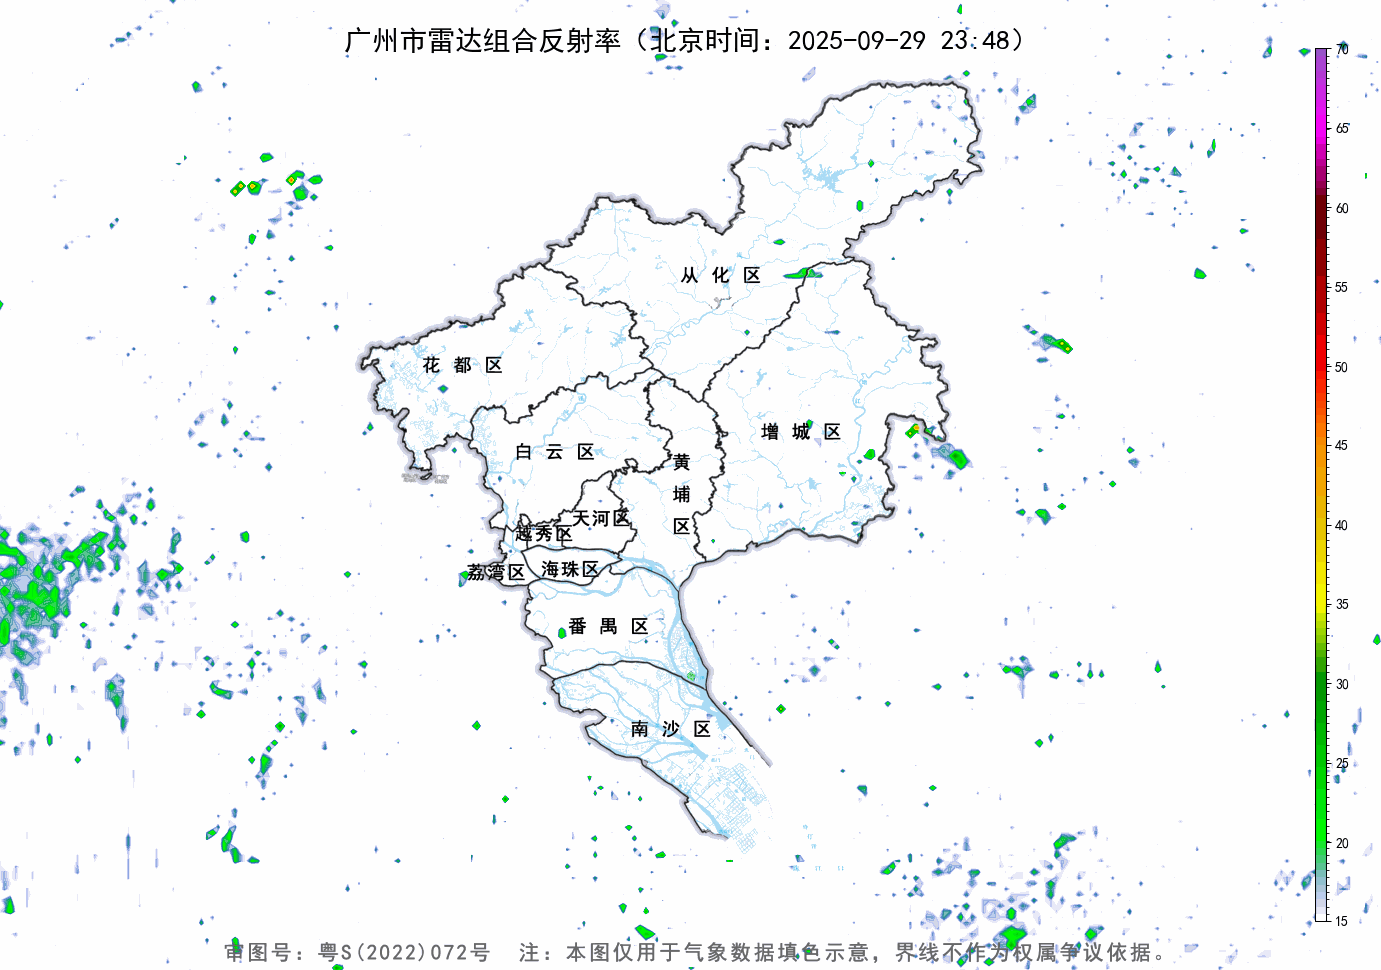 广州市雷达组合反射率（北京时间：2025-09-29 23:48）
70
65
60
55
50
45
40
35
30
25
20
15
从化区
花都区
增城区
白云区
黄埔区
天河区
越秀区
荔湾区
海珠区
番禺区
南沙区
审图号：粤S(2022)072号 注：本图仅用于气象数据填色示意，界线不作为权属争议依据。